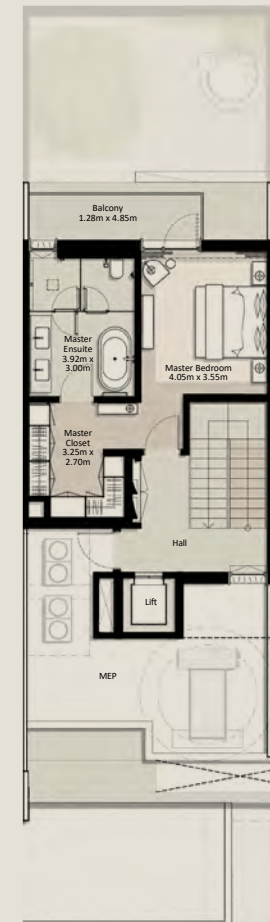 Balcony
1.28m x 4.85m
Master
Ensuite
3.92m x
3.00m
Master Bedroom
4.05m x 3.55m
Master
Closet
3.25m x
2.70m
Hall
Lift
MEP